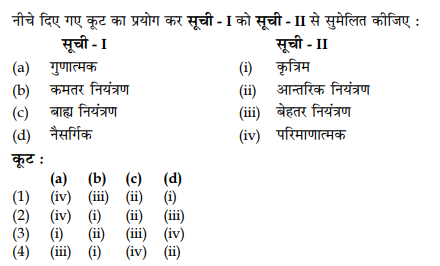 नीचे दिए गए कूट का प्रयोग कर सूची - I को सूची - II से सुमेलित कीजिए :
सूची - I सूची - II
(a) गुणात्मक (i) कृत्रिम
(b) कमतर नियंत्रण (ii) आन्तरिक नियंत्रण
(c) बाह्य नियंत्रण (iii) बेहतर नियंत्रण
(d) नैसर्गिक (iv) परिमाणात्मक
कूट :
(a) (b) (c) (d)
(1) (iv) (iii) (ii) (i)
(2) (iv) (i) (ii) (iii)
(3) (i) (ii) (iii) (iv)
(4) (iii) (i) (iv) (ii)